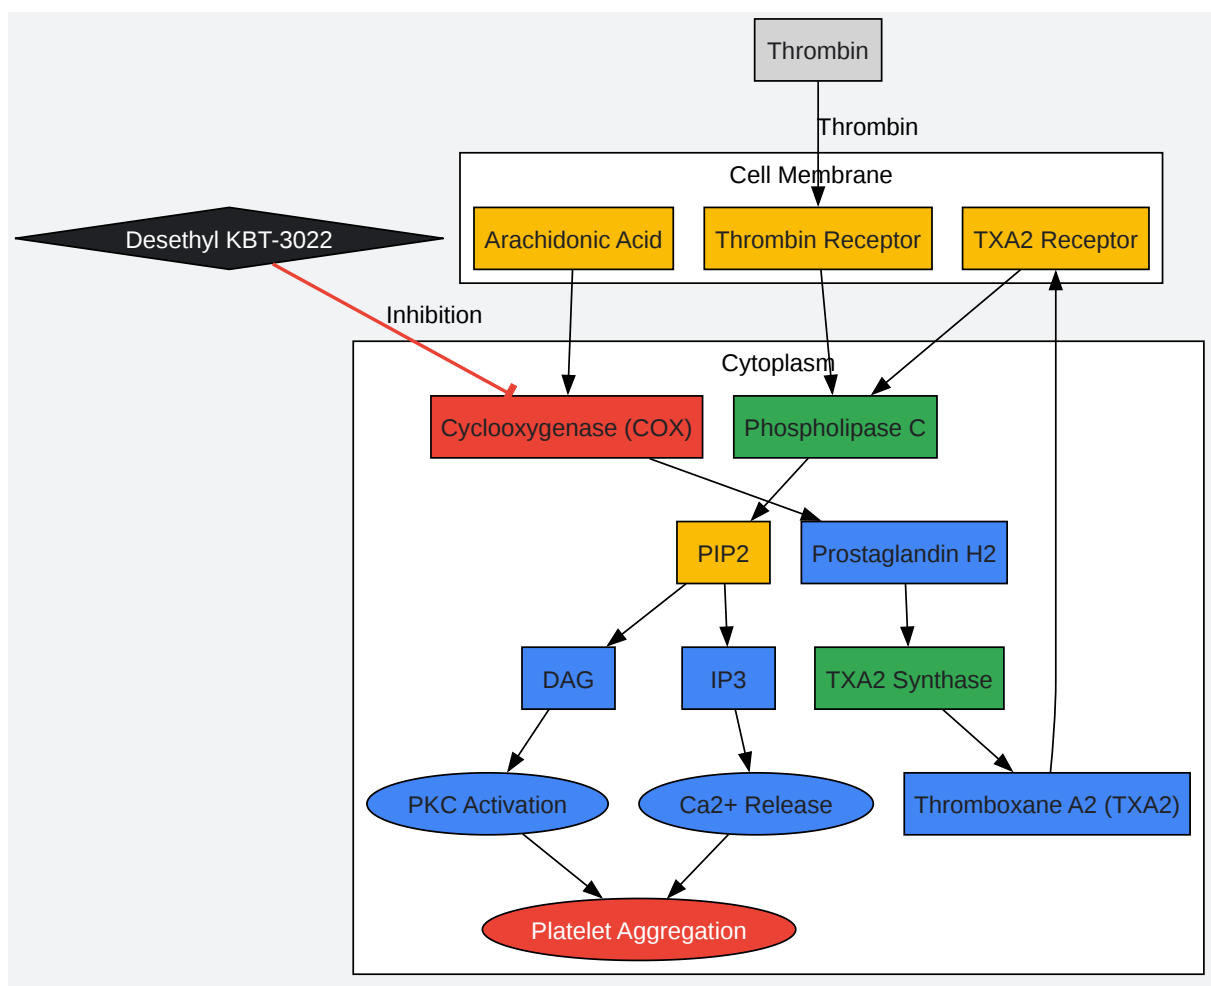 Thrombin
Thrombin
Cell Membrane
Desethyl KBT-3022
Arachidonic Acid
Thrombin Receptor
TXA2 Receptor
Inhibition
Cytoplasm
Cyclooxygenase (COX)
Phospholipase C
PIP2
Prostaglandin H2
DAG
IP3
TXA2 Synthase
PKC Activation
Ca2+ Release
Thromboxane A2 (TXA2)
Platelet Aggregation